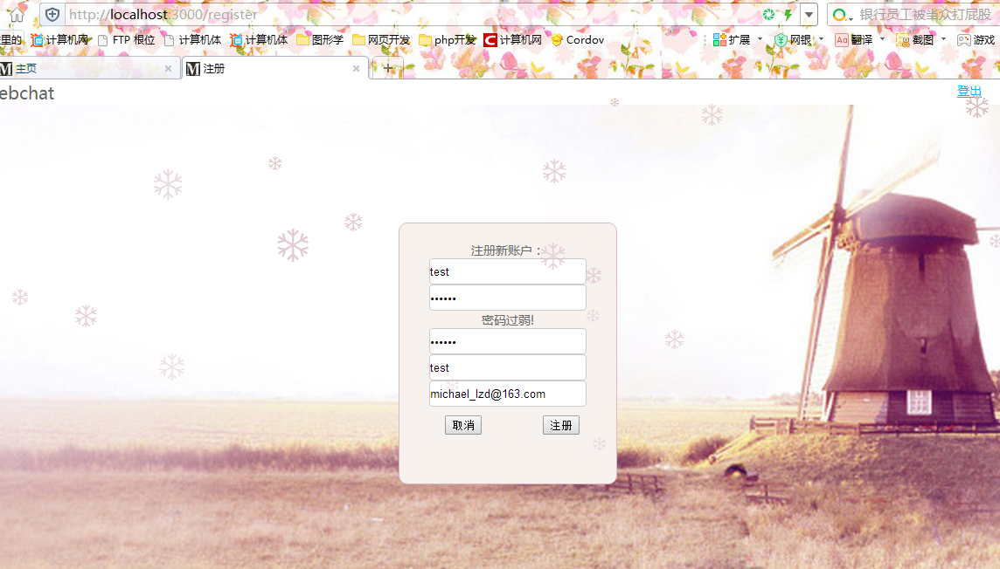 http://localhost:3000/register
银行员工被当众打屁股
里的 计算机网 FTP 根位 计算机体 计算机体 图形学 网页开发 php开发 计算机网 Cordov 扩展 网银 翻译 截图 游戏
主页 注册
ebchat 登出
注册新账户：
test
••••••
密码过弱!
••••••
test
michael_lzd@163.com
取消 注册